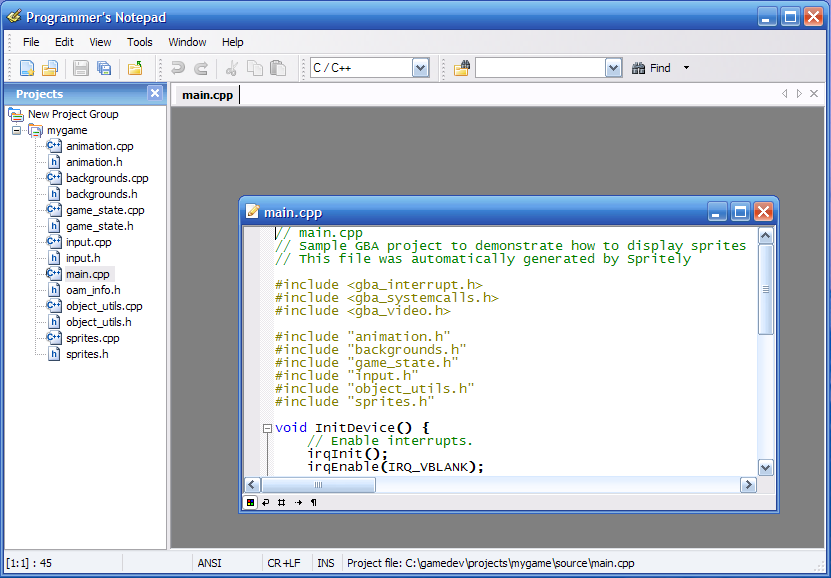 Programmer's Notepad
File Edit View Tools Window Help
C / C++ Find
Projects
main.cpp
New Project Group
mygame
animation.cpp
animation.h
backgrounds.cpp
backgrounds.h
game_state.cpp
game_state.h
input.cpp
input.h
main.cpp
oam_info.h
object_utils.cpp
object_utils.h
sprites.cpp
sprites.h
main.cpp
// main.cpp
// Sample GBA project to demonstrate how to display sprites
// This file was automatically generated by Spritely
#include <gba_interrupt.h>
#include <gba_systemcalls.h>
#include <gba_video.h>
#include "animation.h"
#include "backgrounds.h"
#include "game_state.h"
#include "input.h"
#include "object_utils.h"
#include "sprites.h"
void InitDevice() {
// Enable interrupts.
irqInit();
irqEnable(IRQ_VBLANK);
[1:1] : 45 ANSI CR+LF INS Project file: C:\gamedev\projects\mygame\source\main.cpp